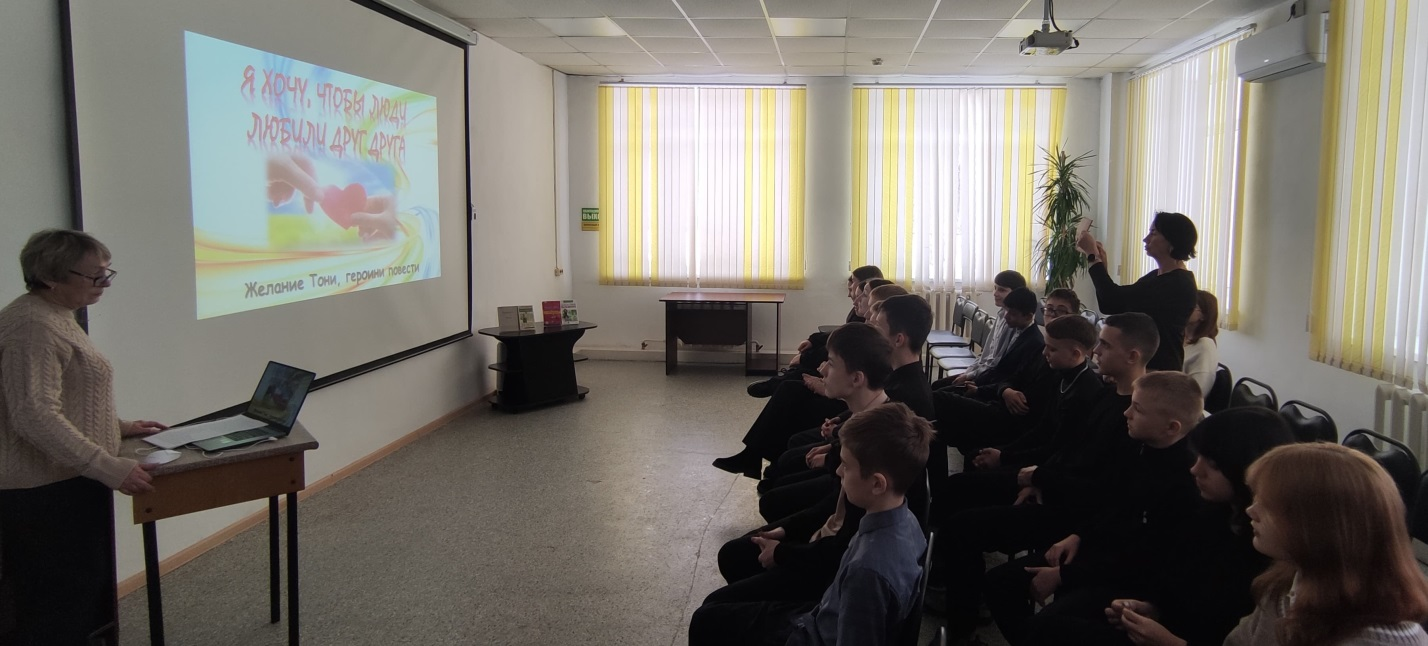 Я ХОЧУ, ЧТОБЫ ЛЮДИ
ЛЮБИЛИ ДРУГ ДРУГА
Желание Тони, героини повести